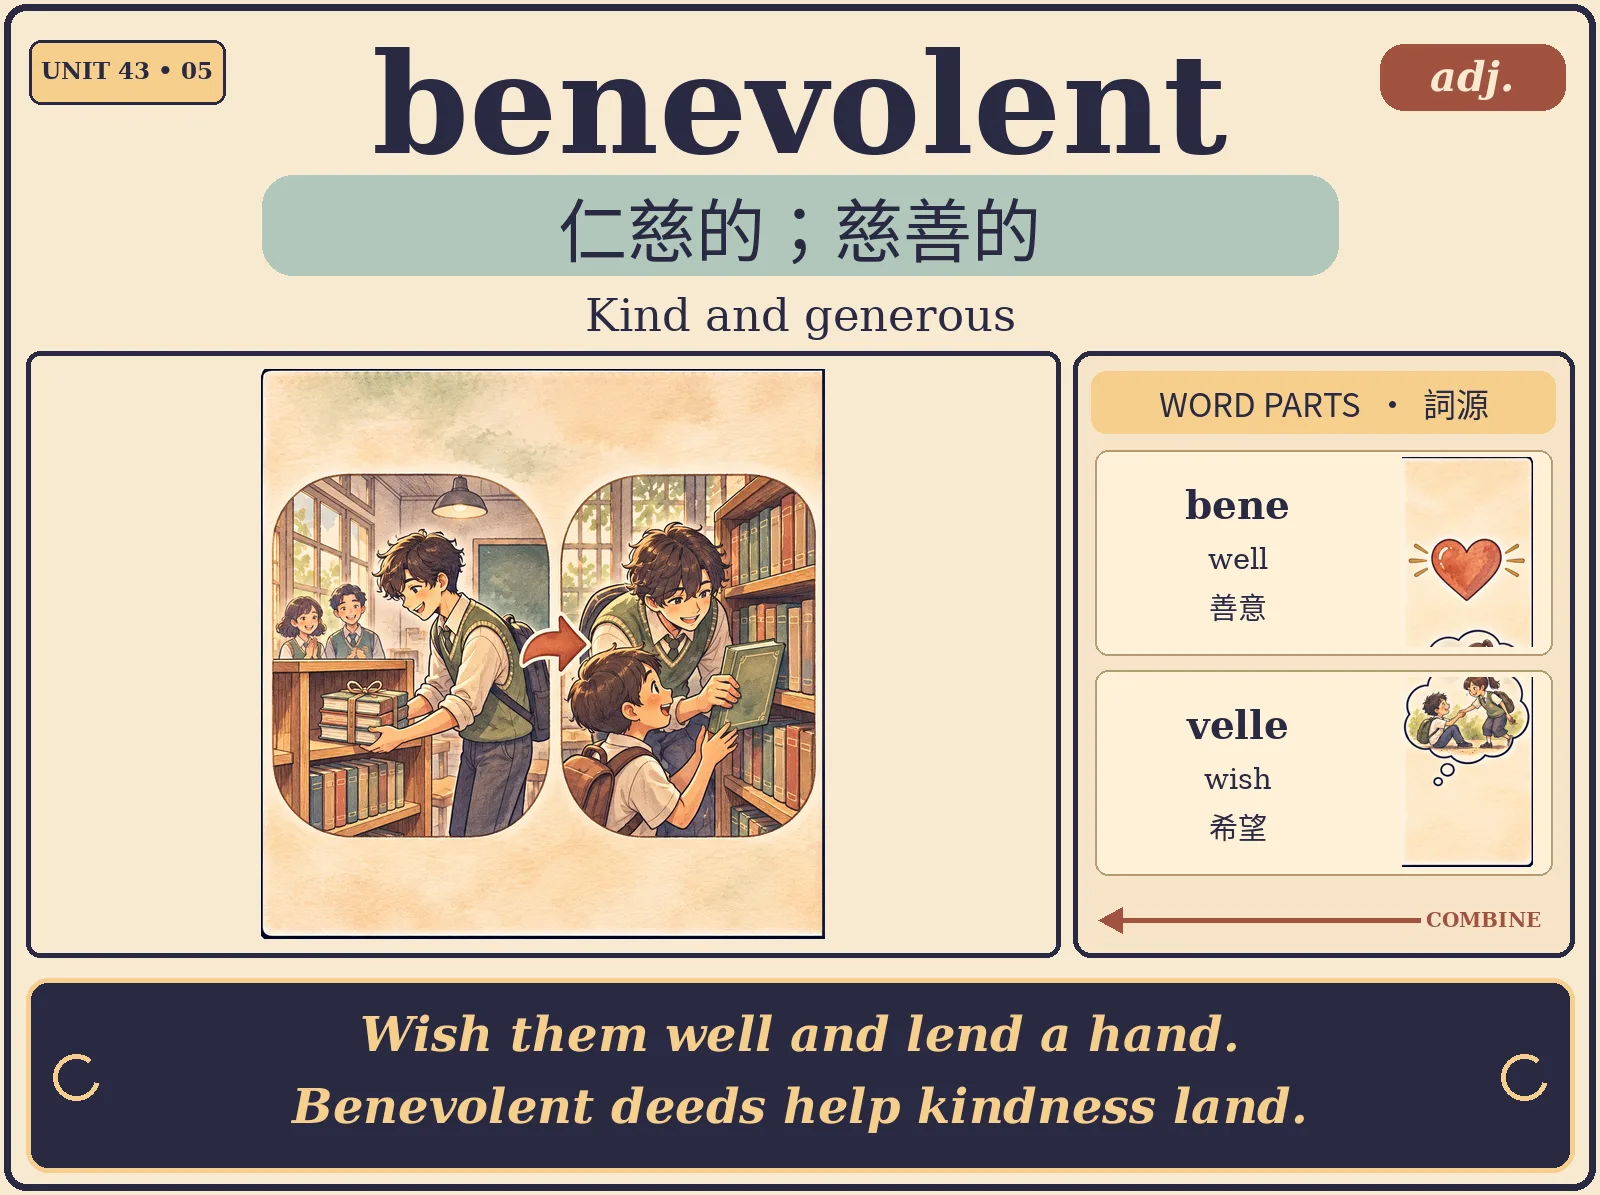 UNIT 43 • 05
benevolent
adj.
仁慈的；慈善的
Kind and generous
WORD PARTS · 詞源
bene
well
善意
velle
wish
希望
COMBINE
Wish them well and lend a hand.
Benevolent deeds help kindness land.